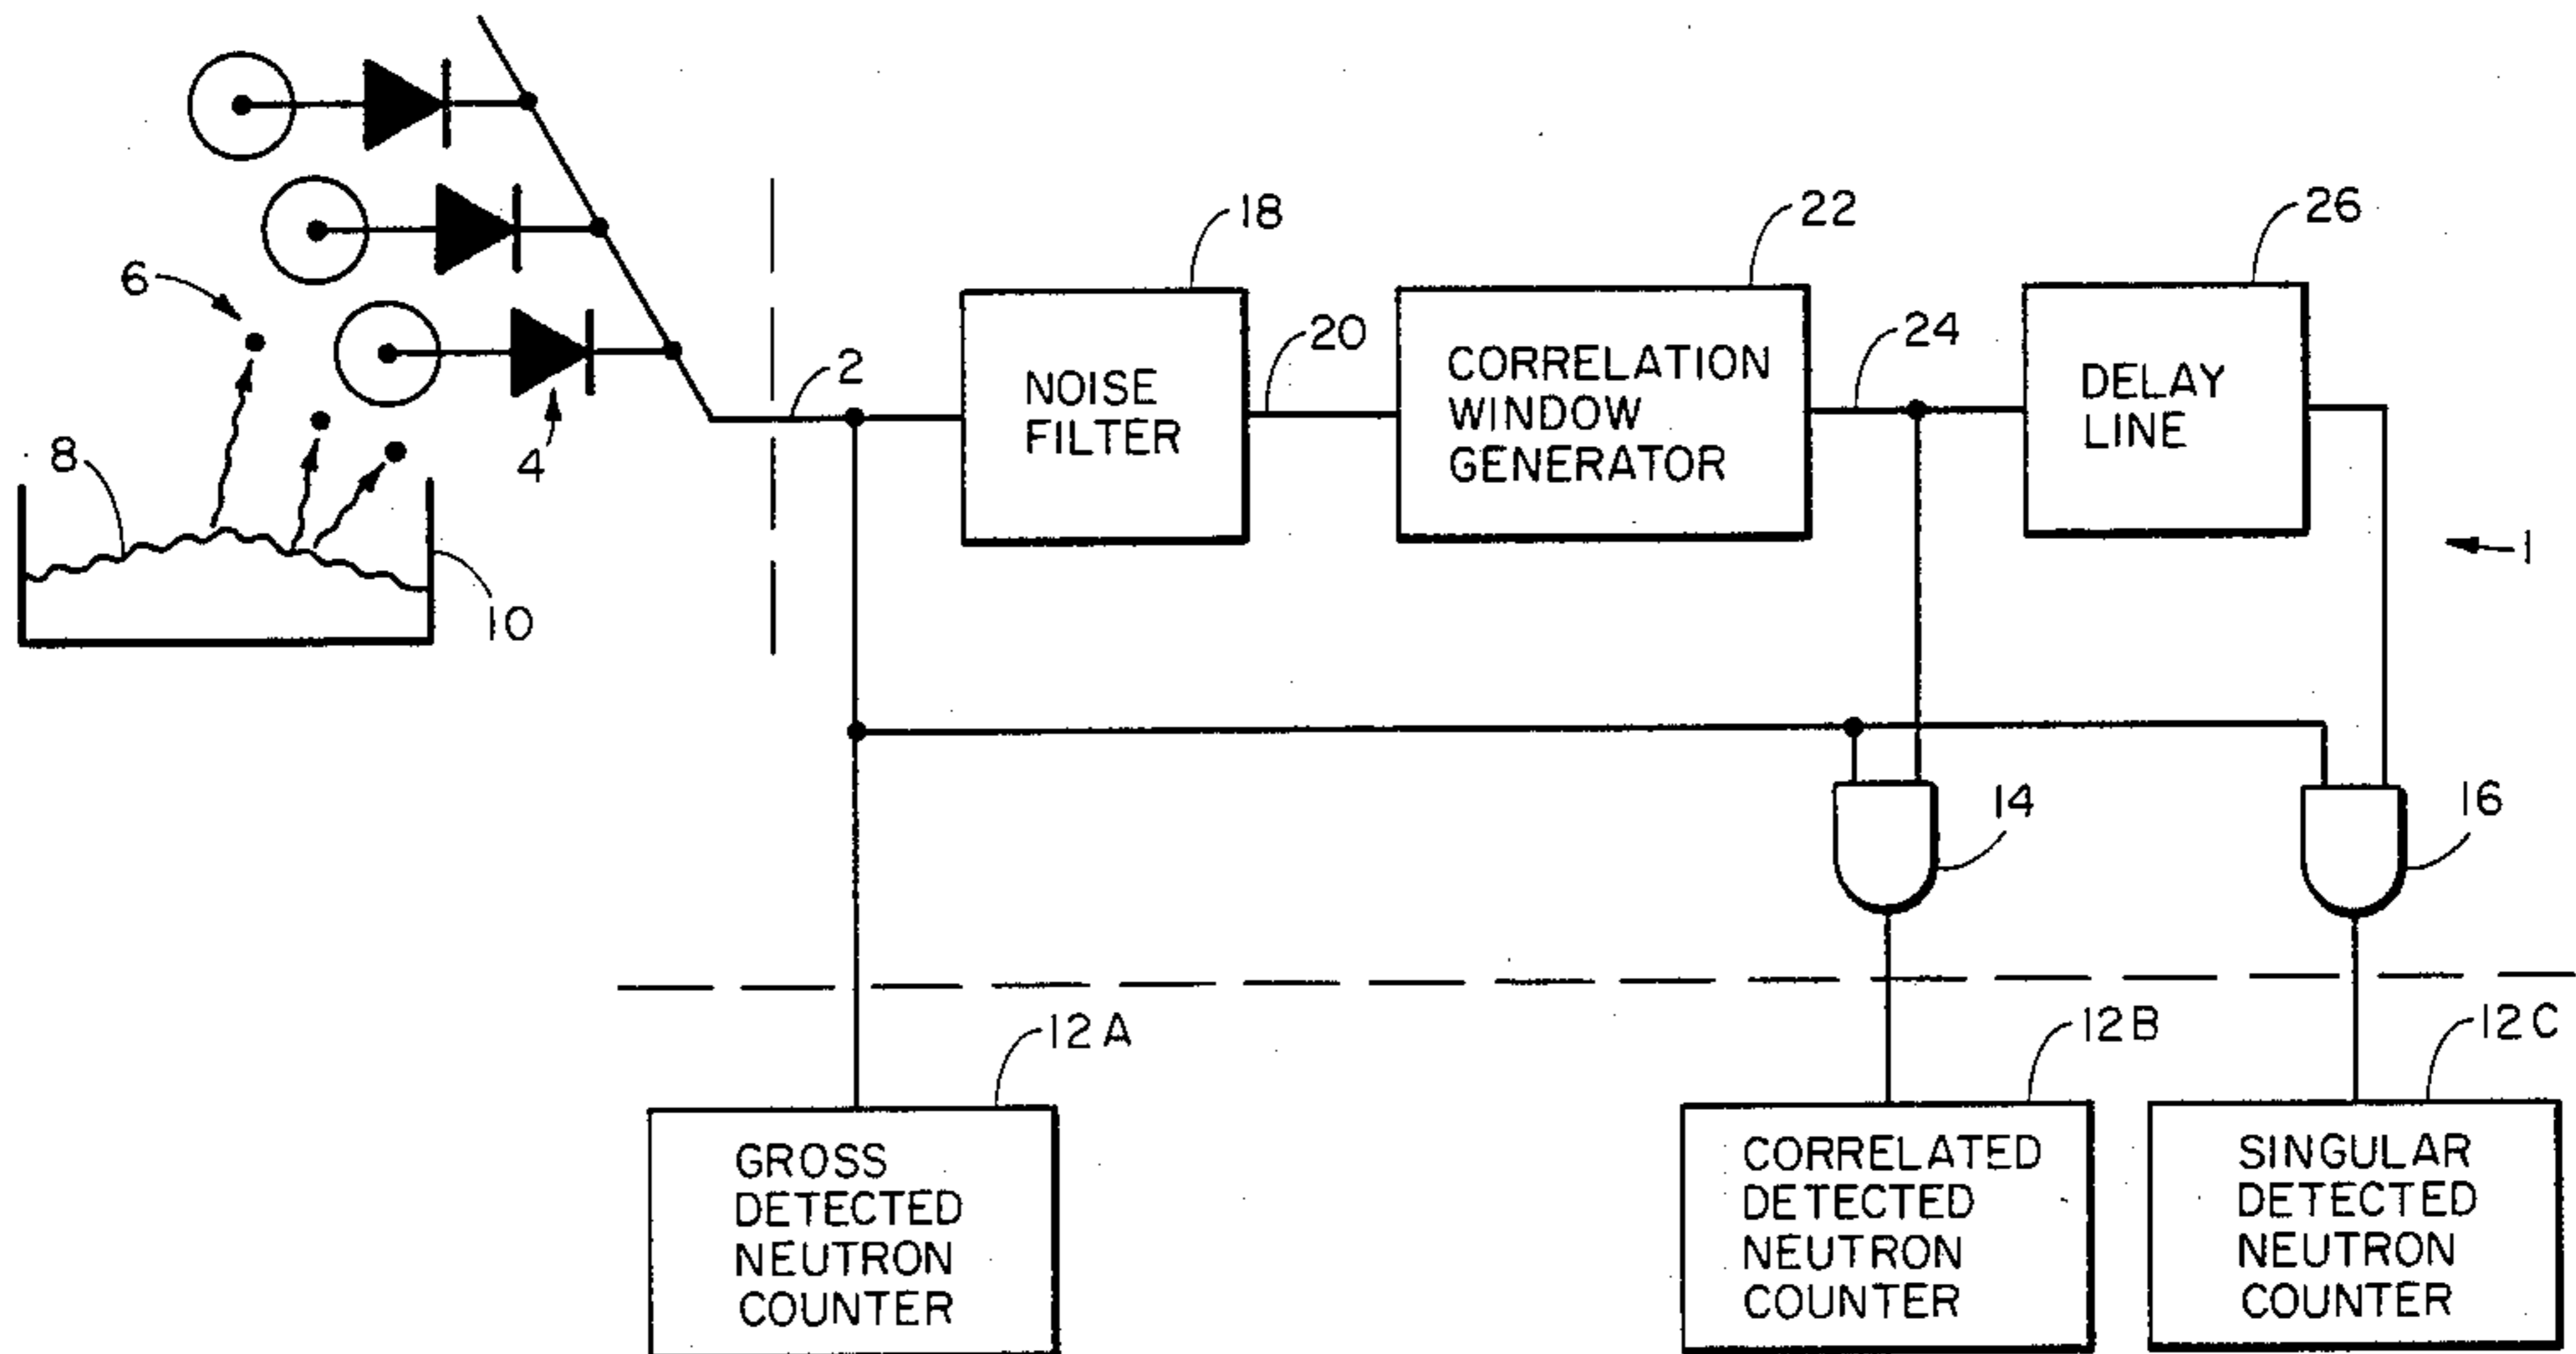 18
22
26
6
2
20
24
NOISE
FILTER
CORRELATION
WINDOW
GENERATOR
DELAY
LINE
8
4
1
10
14
16
12A
12B
12C
GROSS
DETECTED
NEUTRON
COUNTER
CORRELATED
DETECTED
NEUTRON
COUNTER
SINGULAR
DETECTED
NEUTRON
COUNTER